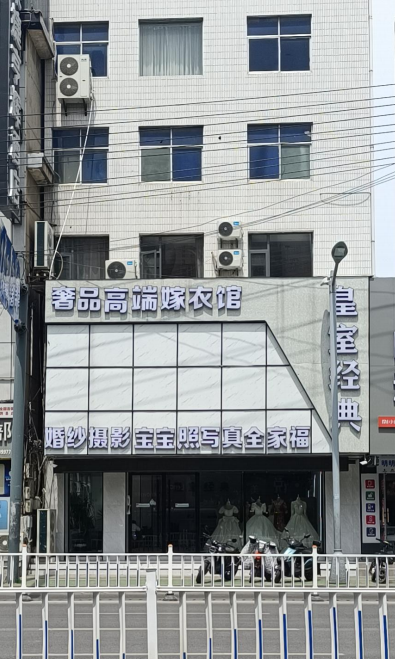 奢品高端嫁衣馆
皇室经典
婚纱摄影 宝宝照写真全家福